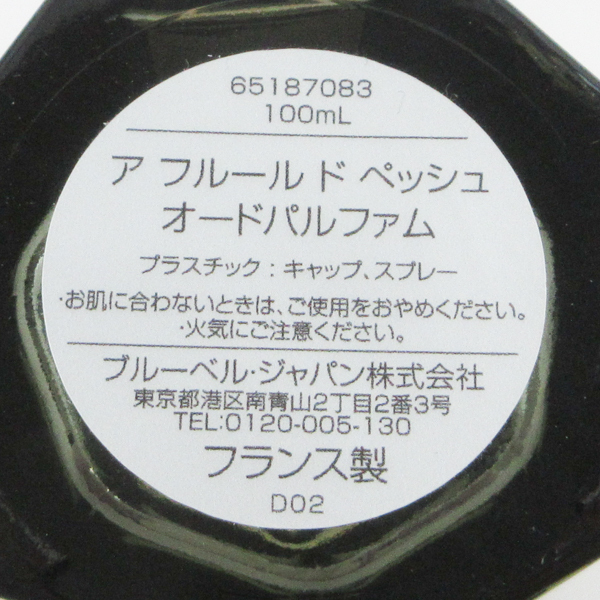 65187083
100mL
ア フルール ド ペッシュ
オードパルファム
プラスチック：キャップ、スプレー
・お肌に合わないときは、ご使用をおやめください。
・火気にご注意ください。
ブルーベル・ジャパン株式会社
東京都港区南青山2丁目2番3号
TEL:0120-005-130
フランス製
D02